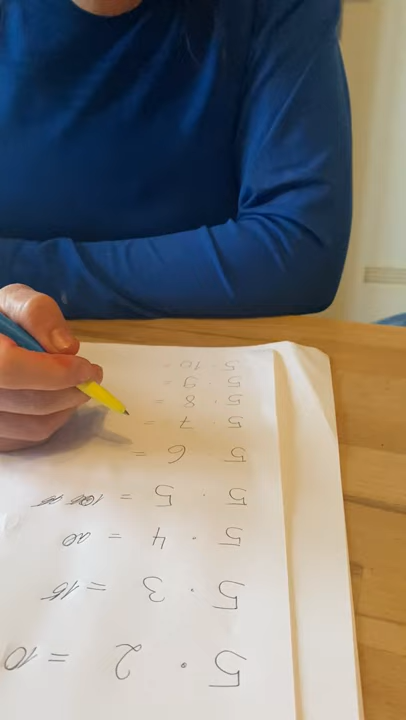 5 · 2 = 10
5 · 3 = 15
5 · 4 = 20
5 · 5 =
5 · 6 =
5 · 7 =
5 · 8 =
5 · 9 =
5 · 10 =